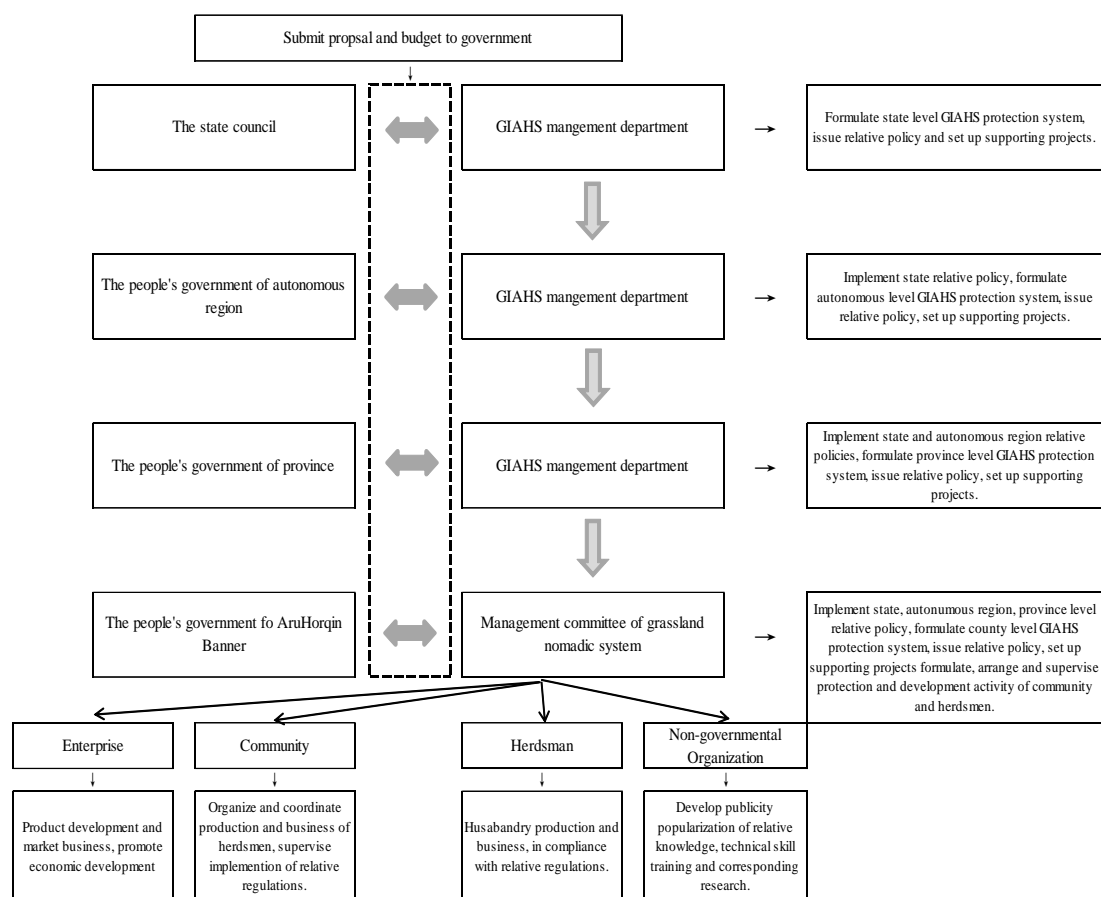 Submit propsal and budget to government
The state council
GIAHS mangement department
Formulate state level GIAHS protection system,
issue relative policy and set up supporting projects.
The people's government of autonomous
region
GIAHS mangement department
Implement state relative policy, formulate
autonomous level GIAHS protection system, issue
relative policy, set up supporting projects.
The people's government of province
GIAHS mangement department
Implement state and autonomous region relative
policies, formulate province level GIAHS protection
system, issue relative policy, set up supporting
projects.
The people's government fo AruHorqin
Banner
Management committee of grassland
nomadic system
Implement state, autonumous region, province level
relative policy, formulate county level GIAHS
protection system, issue relative policy, set up
supporting projects formulate, arrange and supervise
protection and development activity of community
and herdsmen.
Enterprise
Community
Herdsman
Non-governmental
Organization
Product development and
market business, promote
economic development
Organize and coordinate
production and business of
herdsmen, supervise
implemention of relative
regulations.
Husabandry production and
business, in compliance
with relative regulations.
Develop publicity
popularization of relative
knowledge, technical skill
training and corresponding
research.